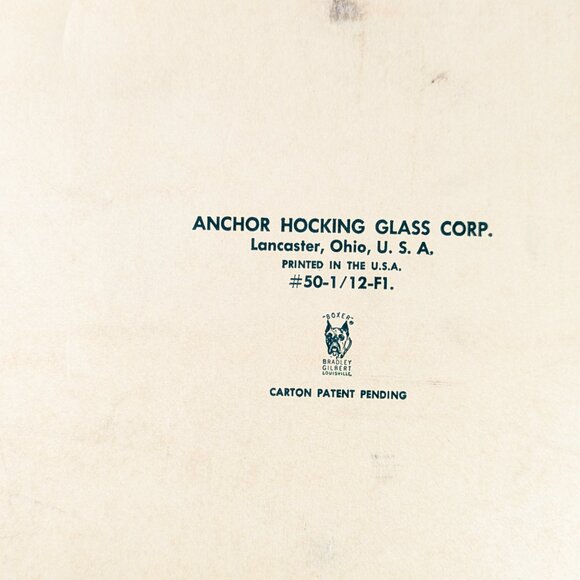 ANCHOR HOCKING GLASS CORP.
Lancaster, Ohio, U. S. A.
PRINTED IN THE U.S.A.
#50-1/12-F1.
"BOXER"®
BRADLEY
GILBERT
LOUISVILLE.
CARTON PATENT PENDING